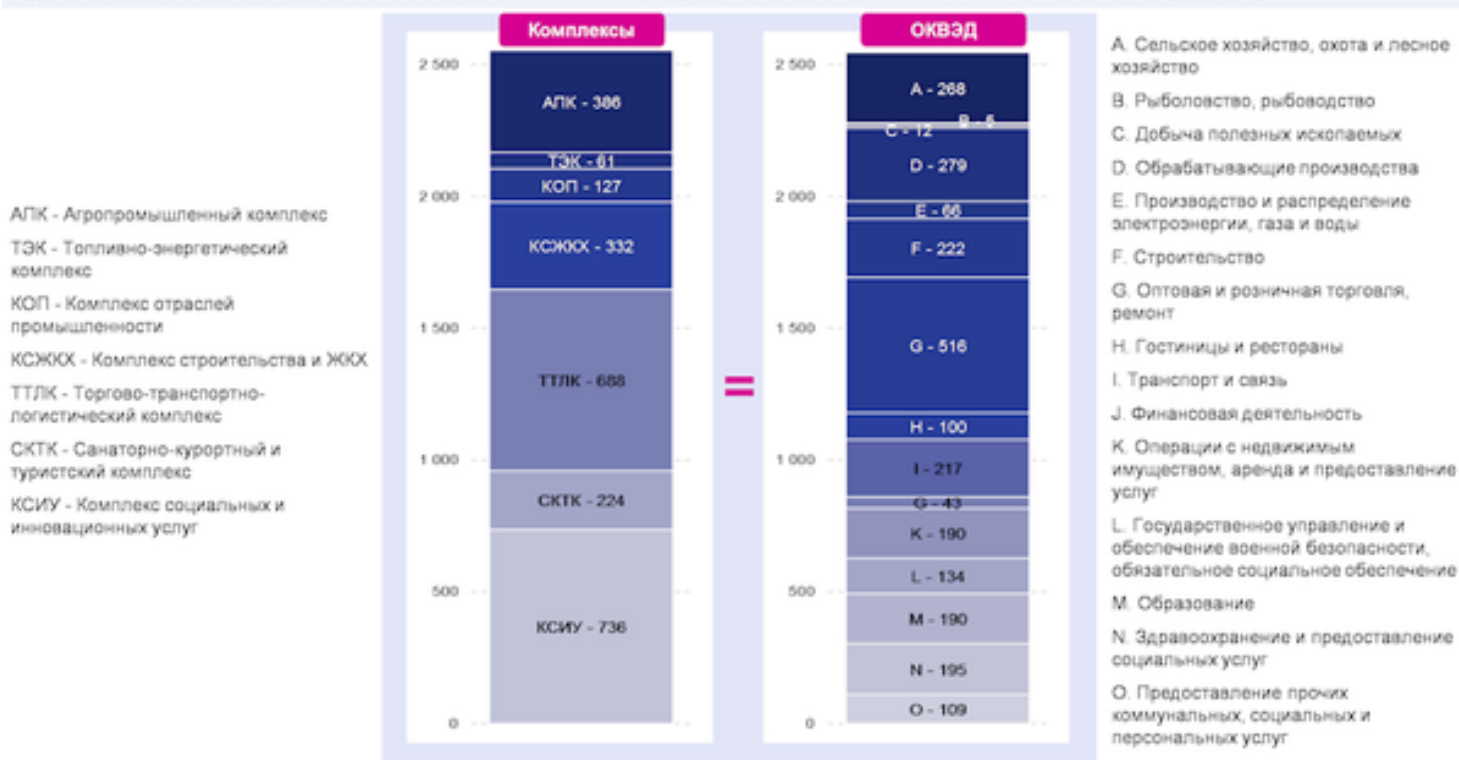 Комплексы
ОКВЭД
АПК - Агропромышленный комплекс
ТЭК - Топливно-энергетический
комплекс
КОП - Комплекс отраслей
промышленности
КСЖКХ - Комплекс строительства и ЖКХ
ТТЛК - Торгово-транспортно-
логистический комплекс
СКТК - Санаторно-курортный и
туристский комплекс
КСИУ - Комплекс социальных и
инновационных услуг
2 500
2 000
1 500
1 000
500
0
АПК - 386
ТЭК - 61
КОП - 127
КСЖКХ - 332
ТТЛК - 688
СКТК - 224
КСИУ - 736
=
2 500
2 000
1 500
1 000
500
0
A - 268
B - 5
C - 12
D - 279
E - 66
F - 222
G - 516
H - 100
I - 217
G - 43
K - 190
L - 134
M - 190
N - 195
O - 109
A. Сельское хозяйство, охота и лесное
хозяйство
B. Рыболовство, рыбоводство
C. Добыча полезных ископаемых
D. Обрабатывающие производства
E. Производство и распределение
электроэнергии, газа и воды
F. Строительство
G. Оптовая и розничная торговля,
ремонт
H. Гостиницы и рестораны
I. Транспорт и связь
J. Финансовая деятельность
K. Операции с недвижимым
имуществом, аренда и предоставление
услуг
L. Государственное управление и
обеспечение военной безопасности,
обязательное социальное обеспечение
M. Образование
N. Здравоохранение и предоставление
социальных услуг
O. Предоставление прочих
коммунальных, социальных и
персональных услуг